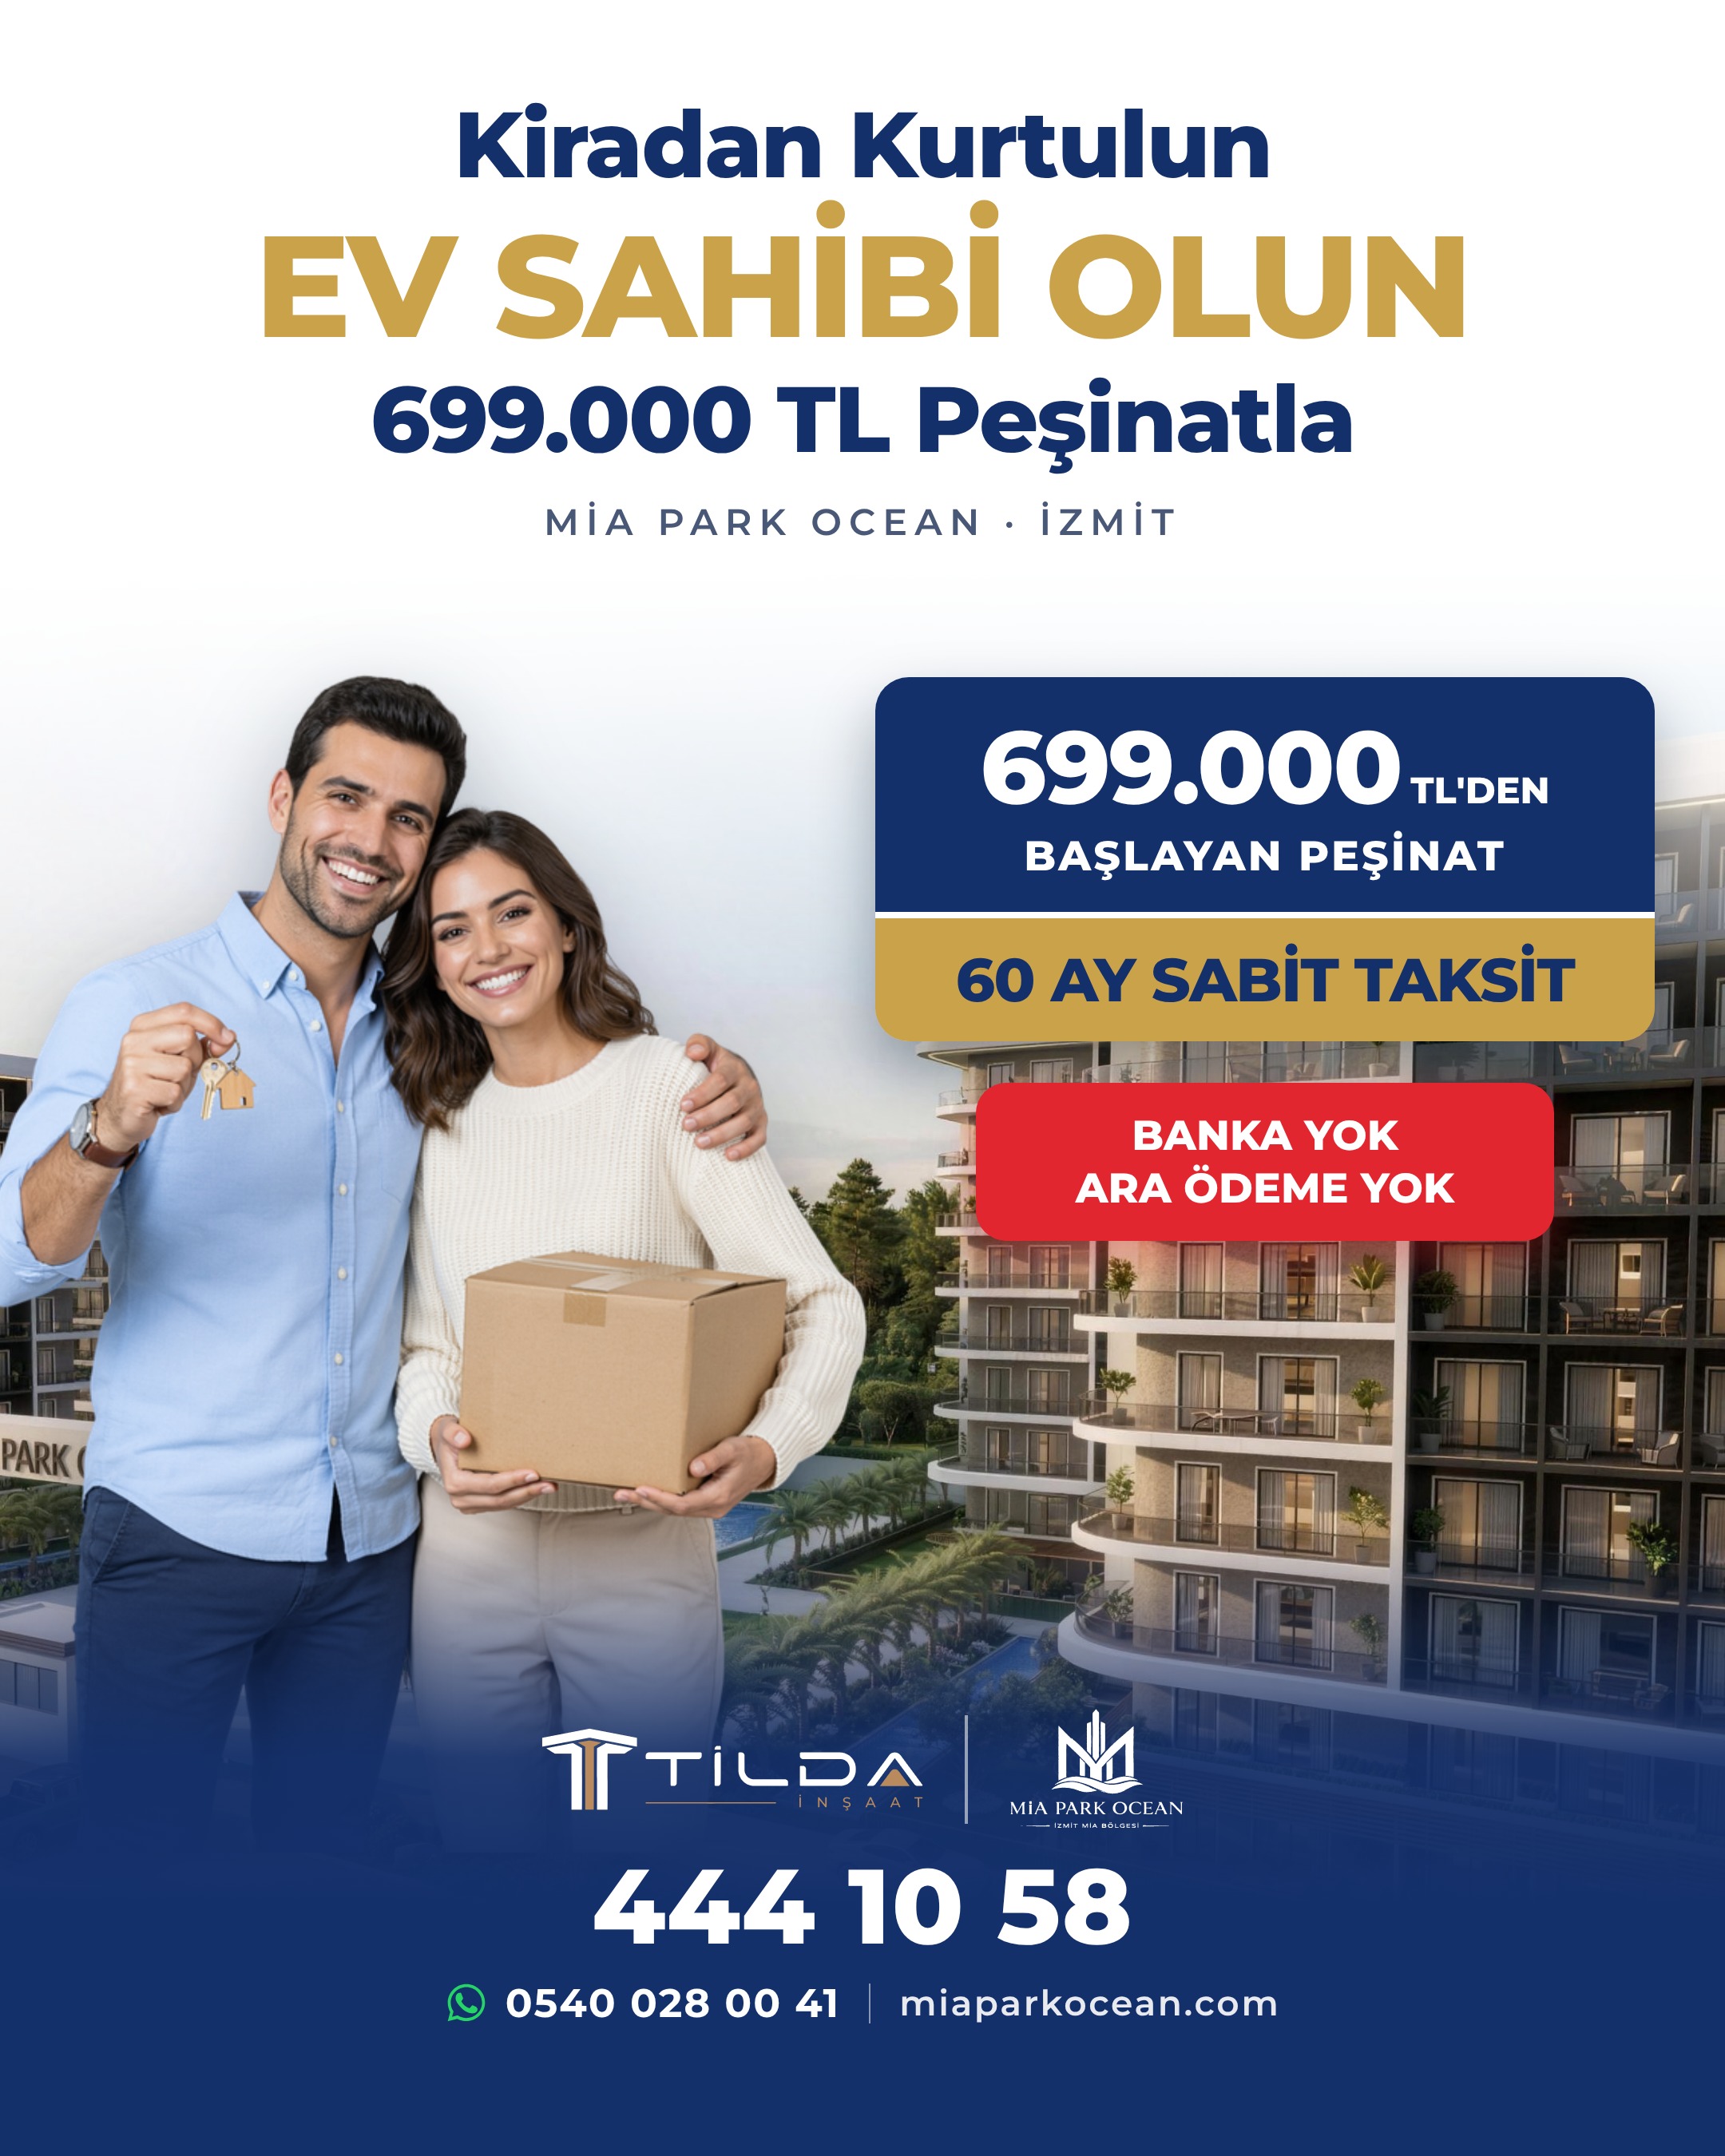 Kiradan Kurtulun
EV SAHİBİ OLUN
699.000 TL Peşinatla
MİA PARK OCEAN · İZMİT
699.000 TL'DEN
BAŞLAYAN PEŞİNAT
60 AY SABİT TAKSİT
BANKA YOK
ARA ÖDEME YOK
PARK
TİLDA
İNŞAAT
MİA PARK OCEAN
İZMİT MİA BÖLGESİ
444 10 58
0540 028 00 41
miaparkocean.com